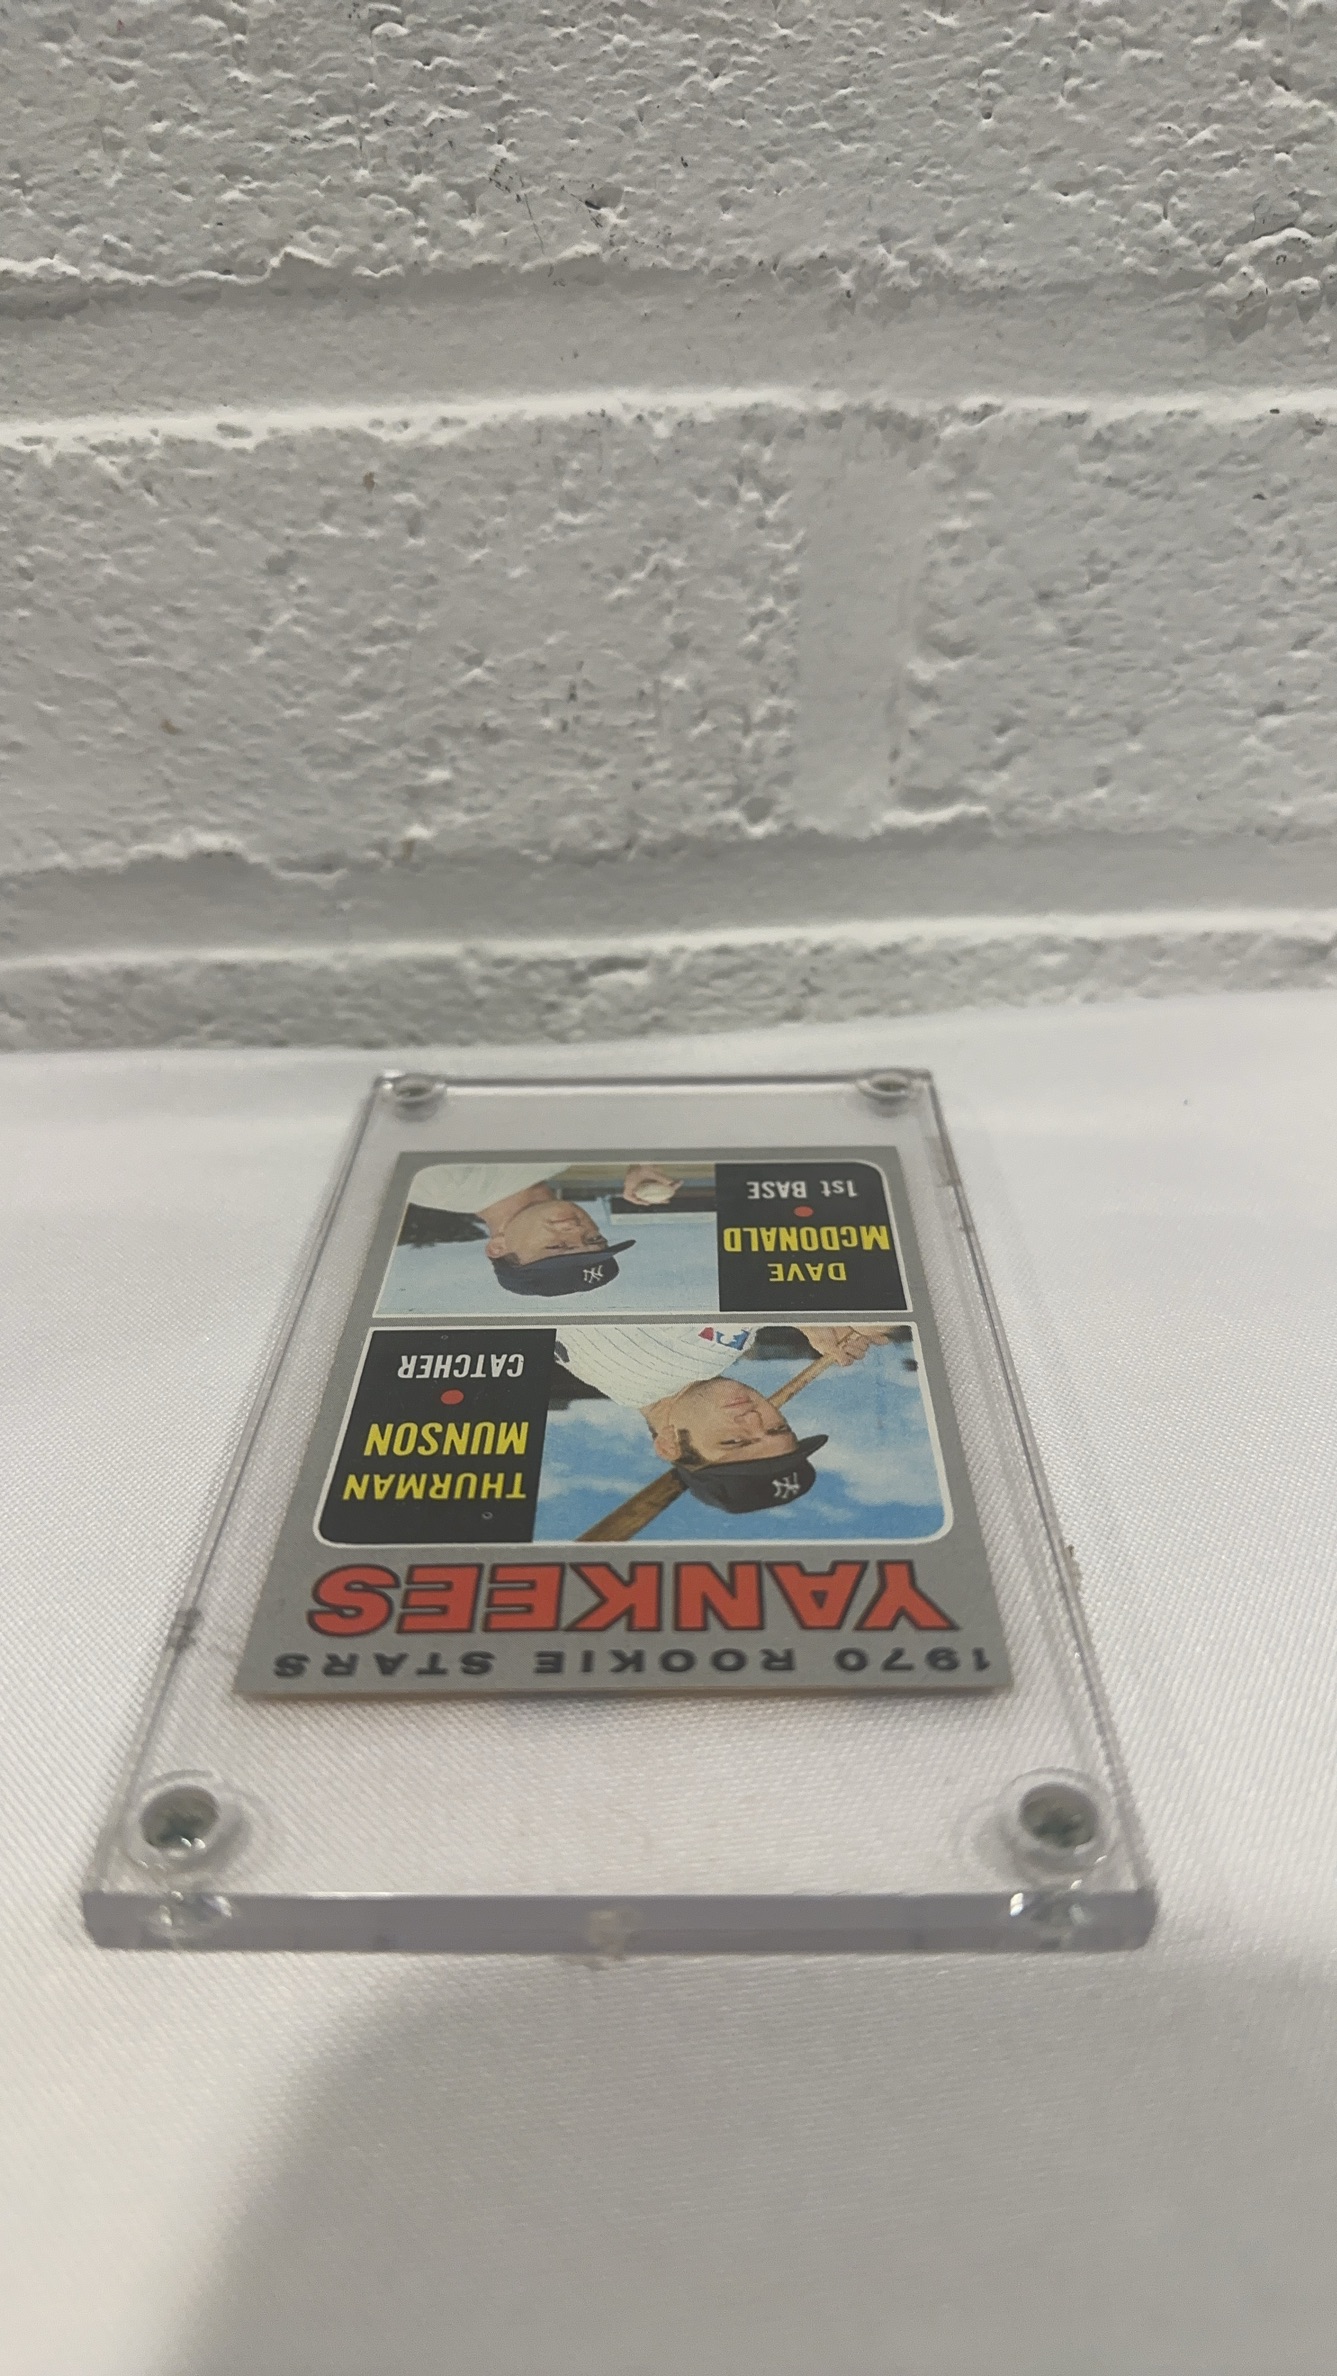 1970 ROOKIE STARS
YANKEES
THURMAN
MUNSON
CATCHER
DAVE
McDONALD
1st BASE